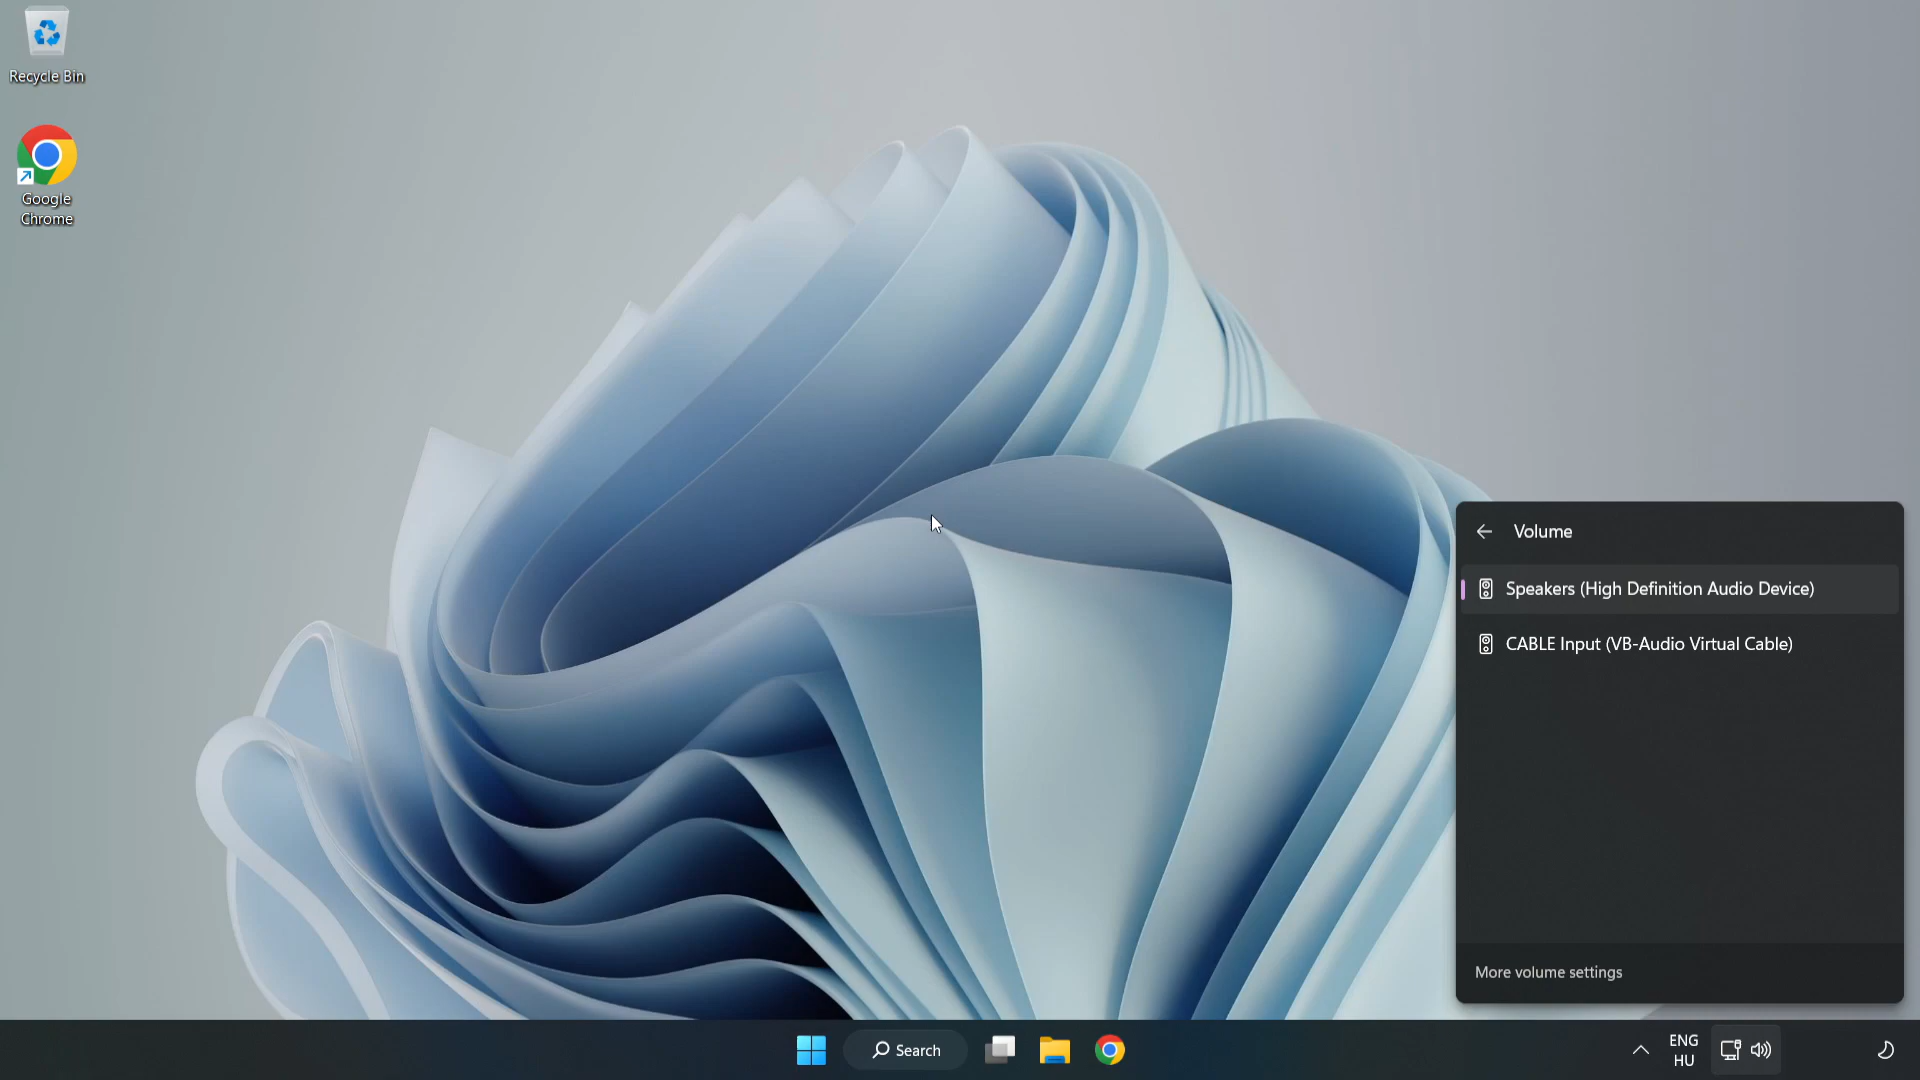 Recycle Bin
Google
Chrome
Volume
Speakers (High Definition Audio Device)
CABLE Input (VB-Audio Virtual Cable)
More volume settings
Search
ENG
HU